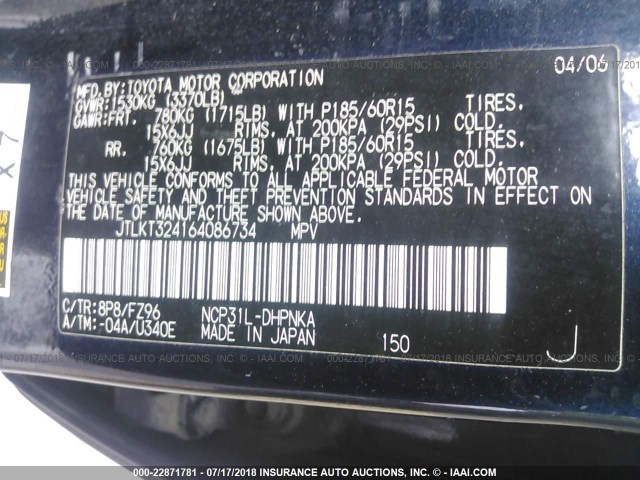 04/06
MFD.BY:TOYOTA MOTOR CORPORATION
GVWR:1530KG (3370LB)
GAWR:FRT. 780KG (1715LB) WITH P185/60R15 TIRES.
15X6JJ RIMS, AT 200KPA (29PSI) COLD.
RR. 760KG (1675LB) WITH P185/60R15 TIRES.
15X6JJ RIMS, AT 200KPA (29PSI) COLD.
THIS VEHICLE CONFORMS TO ALL APPLICABLE FEDERAL MOTOR
VEHICLE SAFETY AND THEFT PREVENTION STANDARDS IN EFFECT ON
THE DATE OF MANUFACTURE SHOWN ABOVE.
JTLKT324164086734 MPV
C/TR:8P8/FZ96 NCP31L-DHPNKA
A/TM:-04A/U340E MADE IN JAPAN 150 J
000-22871781 - 07/17/2018 INSURANCE AUTO AUCTIONS - © - IAAI.COM